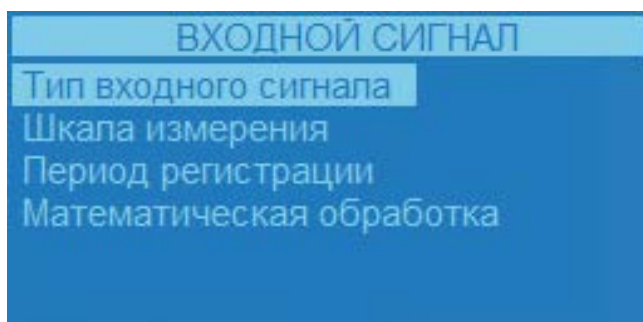 ВХОДНОЙ СИГНАЛ
Тип входного сигнала
Шкала измерения
Период регистрации
Математическая обработка